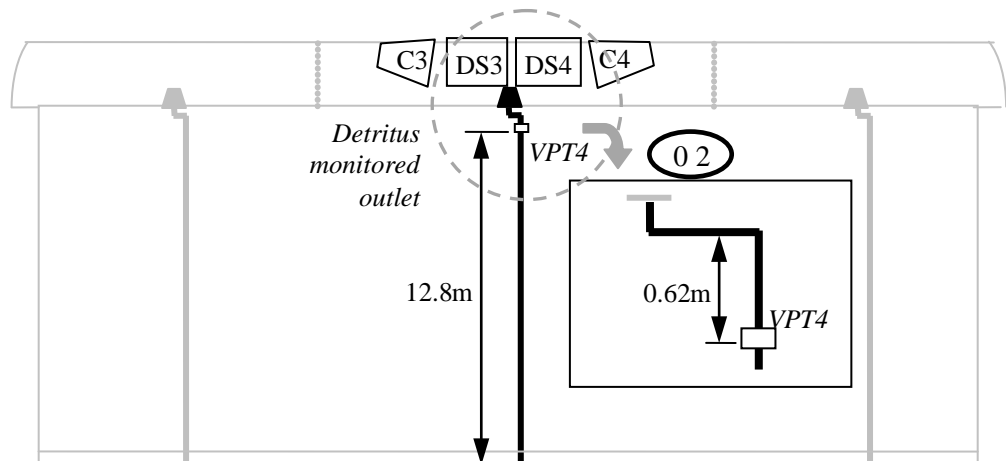 C3
DS3
DS4
C4
Detritus
monitored
outlet
VPT4
0 2
12.8m
0.62m
VPT4